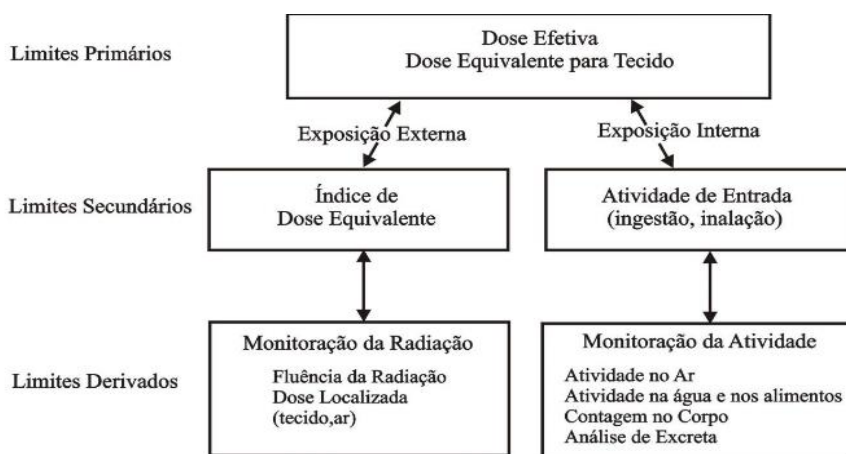 Limites Primários
Dose Efetiva
Dose Equivalente para Tecido
Exposição Externa
Exposição Interna
Limites Secundários
Índice de
Dose Equivalente
Atividade de Entrada
(ingestão, inalação)
Limites Derivados
Monitoração da Radiação
Fluência da Radiação
Dose Localizada
(tecido,ar)
Monitoração da Atividade
Atividade no Ar
Atividade na água e nos alimentos
Contagem no Corpo
Análise de Excreta